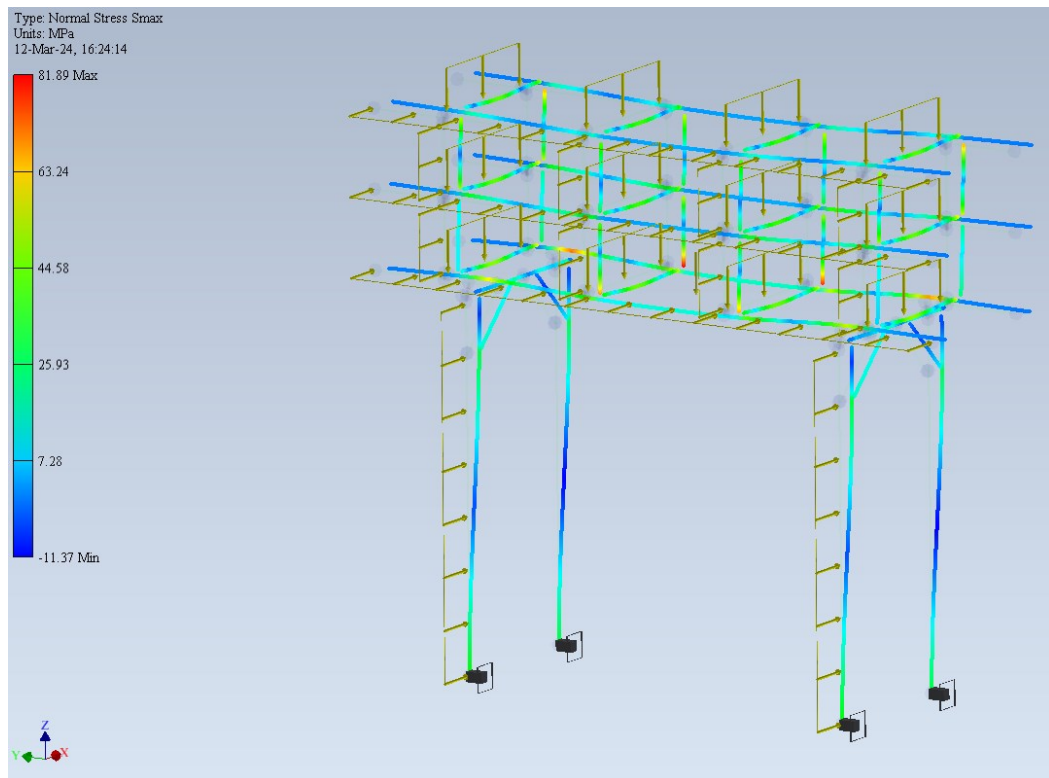 Type: Normal Stress Smax
Units: MPa
12-Mar-24, 16:24:14
81.89 Max
63.24
44.58
25.93
7.28
-11.37 Min
Z
Y
X